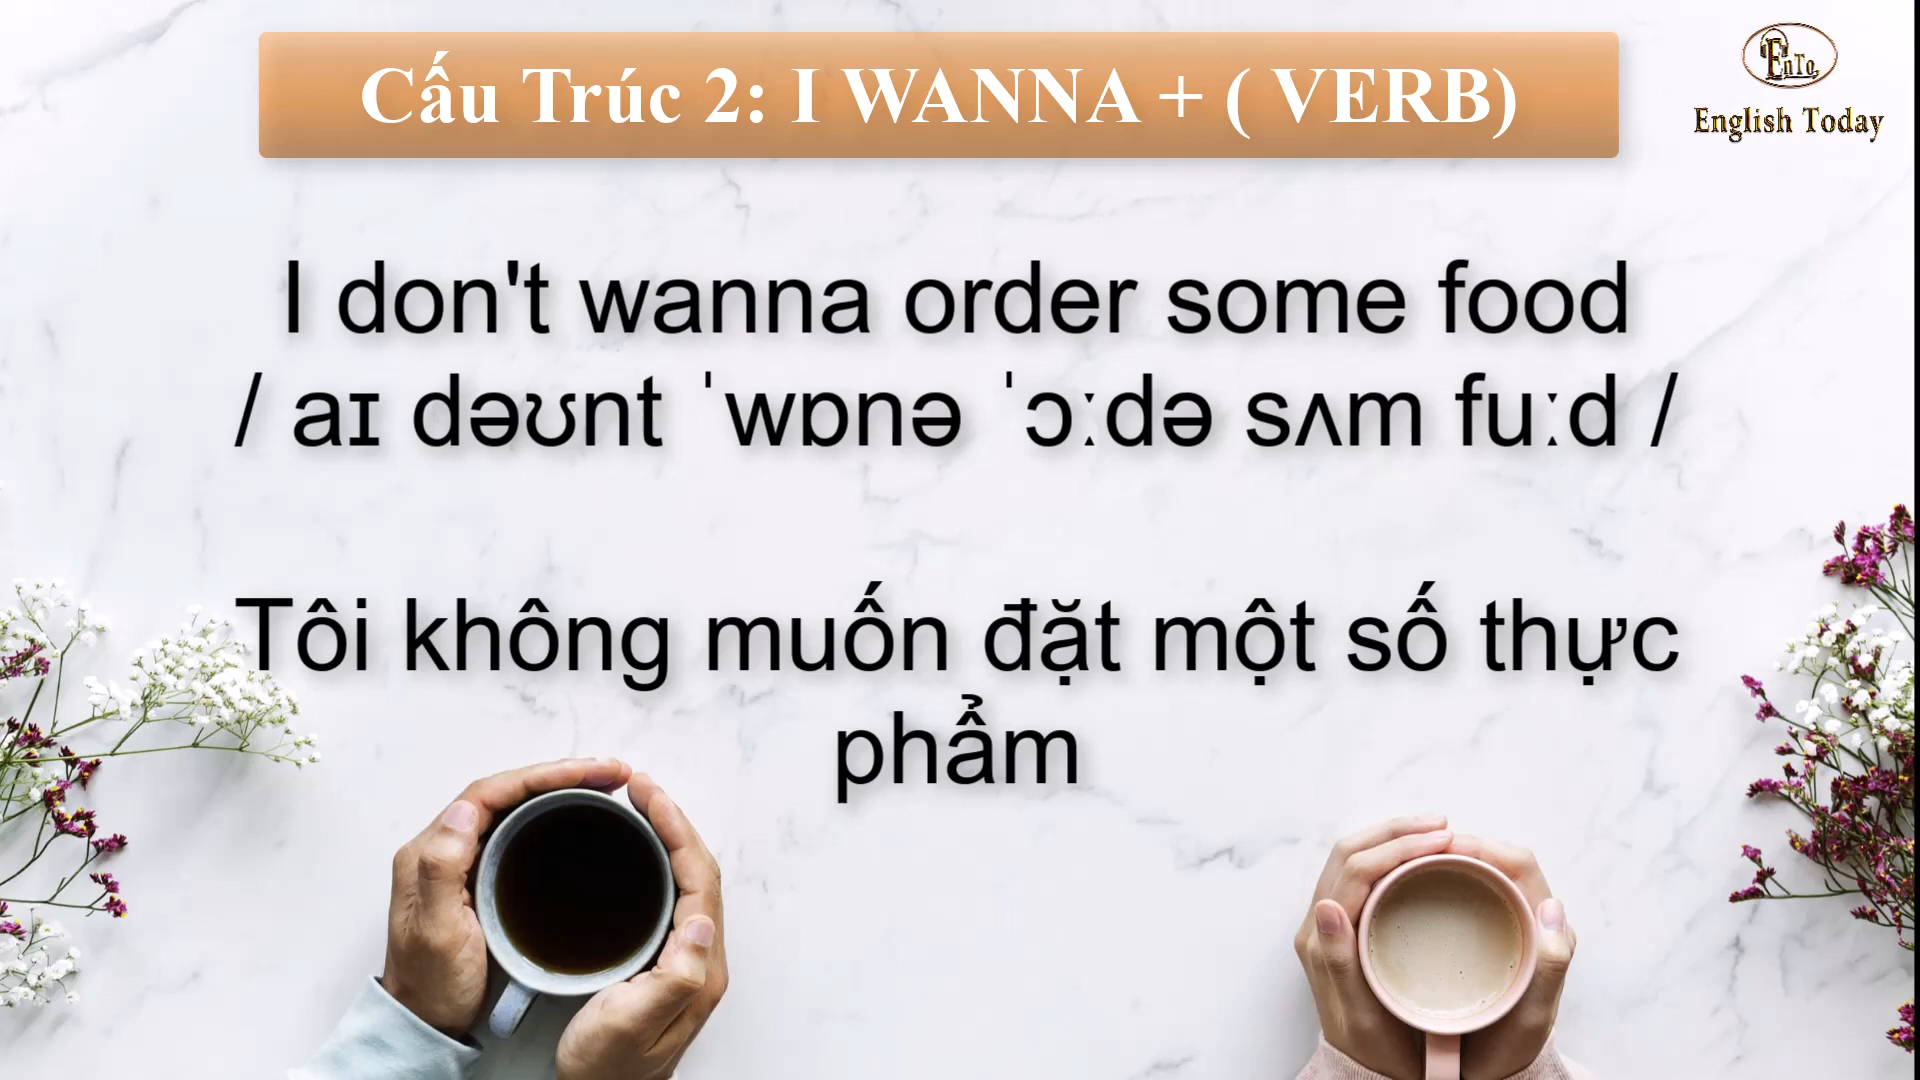 Cấu Trúc 2: I WANNA + ( VERB)
EnTo
English Today
I don't wanna order some food
/ aɪ dəʊnt ˈwɒnə ˈɔːdə sʌm fuːd /
Tôi không muốn đặt một số thực
phẩm